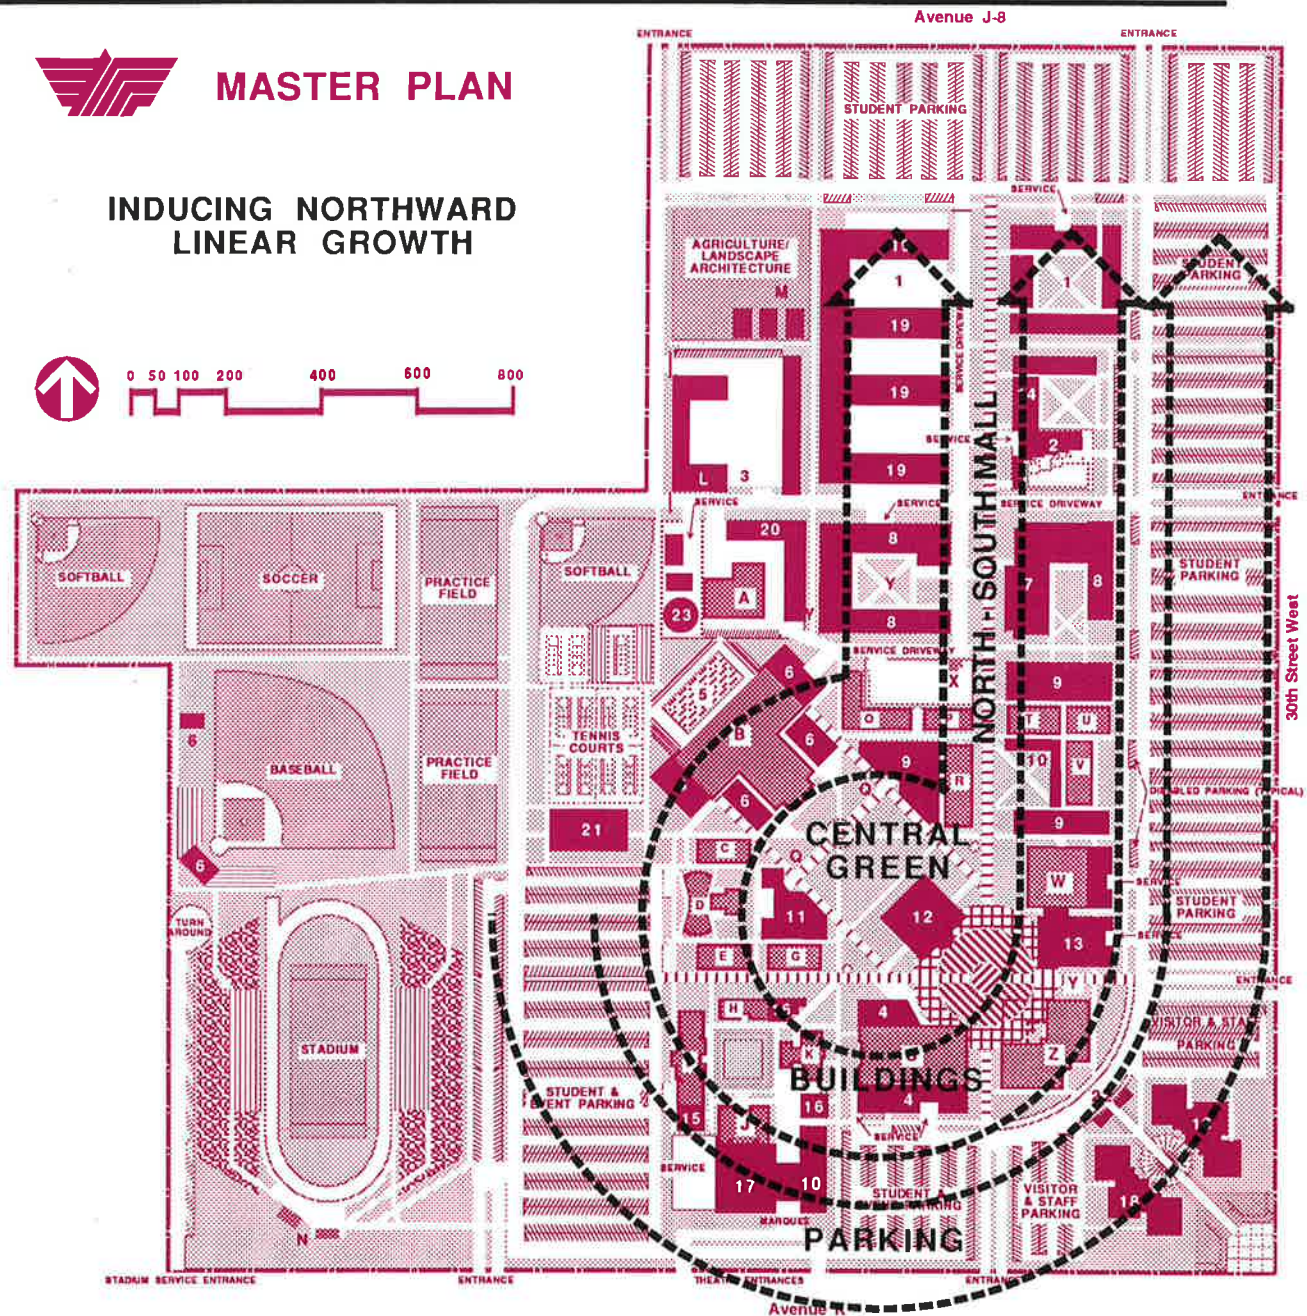 Avenue J-8
ENTRANCE
ENTRANCE
MASTER PLAN
STUDENT PARKING
INDUCING NORTHWARD
LINEAR GROWTH
SERVICE
AGRICULTURE/
LANDSCAPE
ARCHITECTURE
M
10
1
1
STUDENT
PARKING
19
SERVICE DRIVEWAY
0 50 100 200 400 600 800
19
4
SERVICE
2
19
L
3
SERVICE
SERVICE
SERVICE DRIVEWAY
ENTRANCE
20
8
NORTH - SOUTH MALL
SOFTBALL
SOCCER
PRACTICE
FIELD
SOFTBALL
A
Y
7
8
STUDENT
PARKING
23
8
30th Street West
SERVICE DRIVEWAY
6
5
X
9
6
O
P
T
U
B
6
TENNIS
COURTS
BASEBALL
PRACTICE
FIELD
9
R
10
V
Q
DISABLED PARKING (TYPICAL)
6
21
9
CENTRAL
GREEN
C
Q
6
W
SERVICE
D
11
12
STUDENT
PARKING
TURN
AROUND
13
SERVICE
E
G
Y
ENTRANCE
H
4
VISITOR & STAFF
PARKING
STADIUM
K
Z
BUILDINGS
STUDENT &
EVENT PARKING
16
4
15
J
SERVICE
SERVICE
17
10
STUDENT &
EVENT PARKING
VISITOR
& STAFF
PARKING
18
MARQUEE
N
PARKING
STADIUM SERVICE ENTRANCE
ENTRANCE
THEATRE ENTRANCES
ENTRANCE
Avenue K